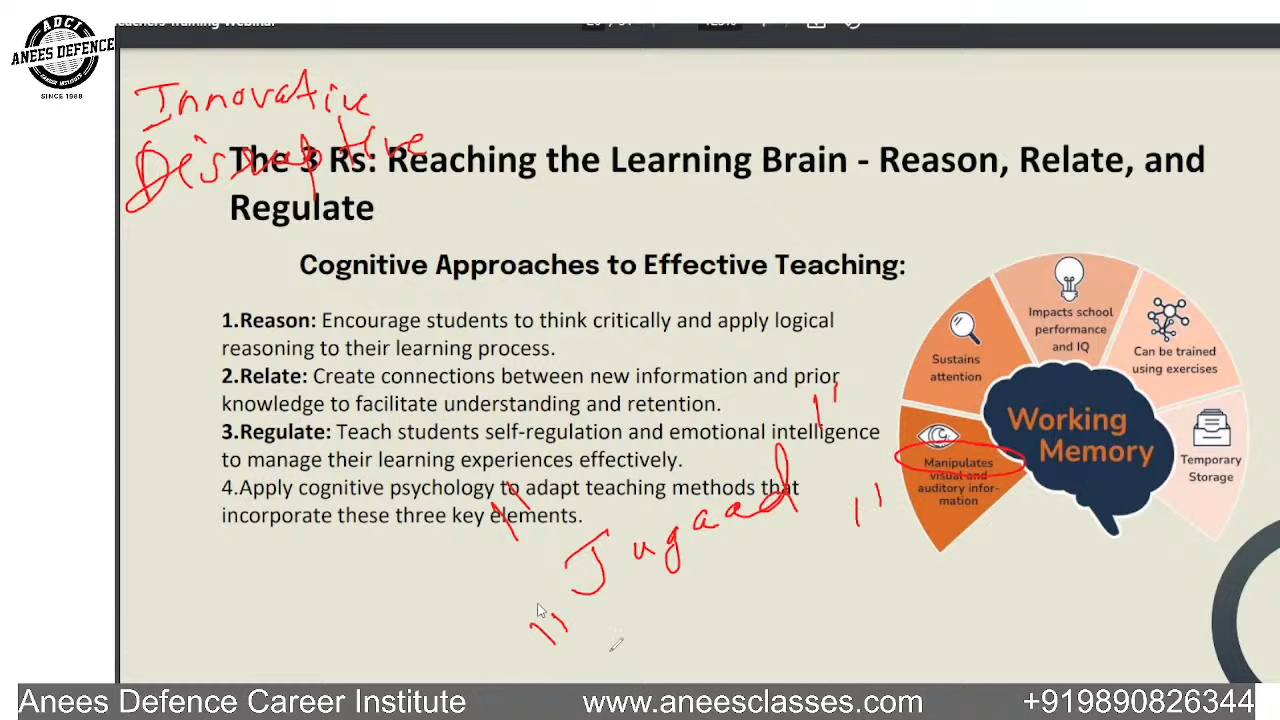 Teachers Training Webinar
ADCI
ANEES DEFENCE
CAREER INSTITUTE
SINCE 1968
Innovative
Disruptive
The 3 Rs: Reaching the Learning Brain - Reason, Relate, and
Regulate
Cognitive Approaches to Effective Teaching:
1.Reason: Encourage students to think critically and apply logical
reasoning to their learning process.
2.Relate: Create connections between new information and prior
knowledge to facilitate understanding and retention.
3.Regulate: Teach students self-regulation and emotional intelligence
to manage their learning experiences effectively.
4.Apply cognitive psychology to adapt teaching methods that
incorporate these three key elements.
"Jugaad"
Manipulates
visual and
auditory infor-
mation
Sustains
attention
Impacts school
performance
and IQ
Can be trained
using exercises
Temporary
Storage
Working
Memory
Anees Defence Career Institute
www.aneesclasses.com
+919890826344